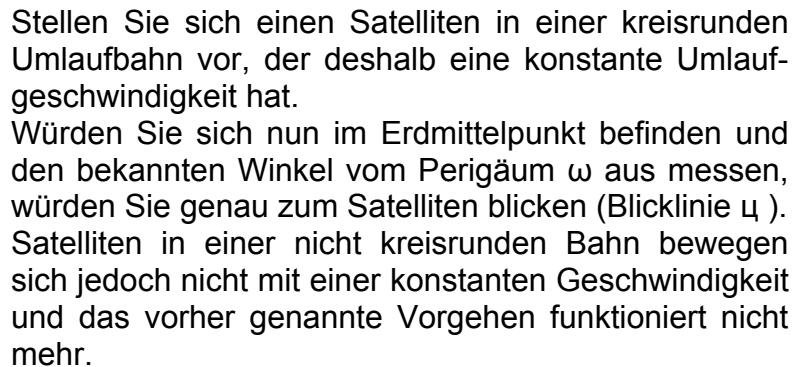 Stellen Sie sich einen Satelliten in einer kreisrunden
Umlaufbahn vor, der deshalb eine konstante Umlauf-
geschwindigkeit hat.
Würden Sie sich nun im Erdmittelpunkt befinden und
den bekannten Winkel vom Perigäum ω aus messen,
würden Sie genau zum Satelliten blicken (Blicklinie ц ).
Satelliten in einer nicht kreisrunden Bahn bewegen
sich jedoch nicht mit einer konstanten Geschwindigkeit
und das vorher genannte Vorgehen funktioniert nicht
mehr.